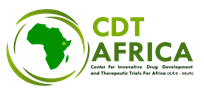 CDT
AFRICA
Center for Innovative Drug Development
and Therapeutic Trials For Africa